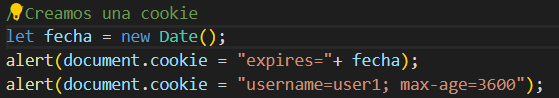 //Creamos una cookie
let fecha = new Date();
alert(document.cookie = "expires="+ fecha);
alert(document.cookie = "username=user1; max-age=3600");